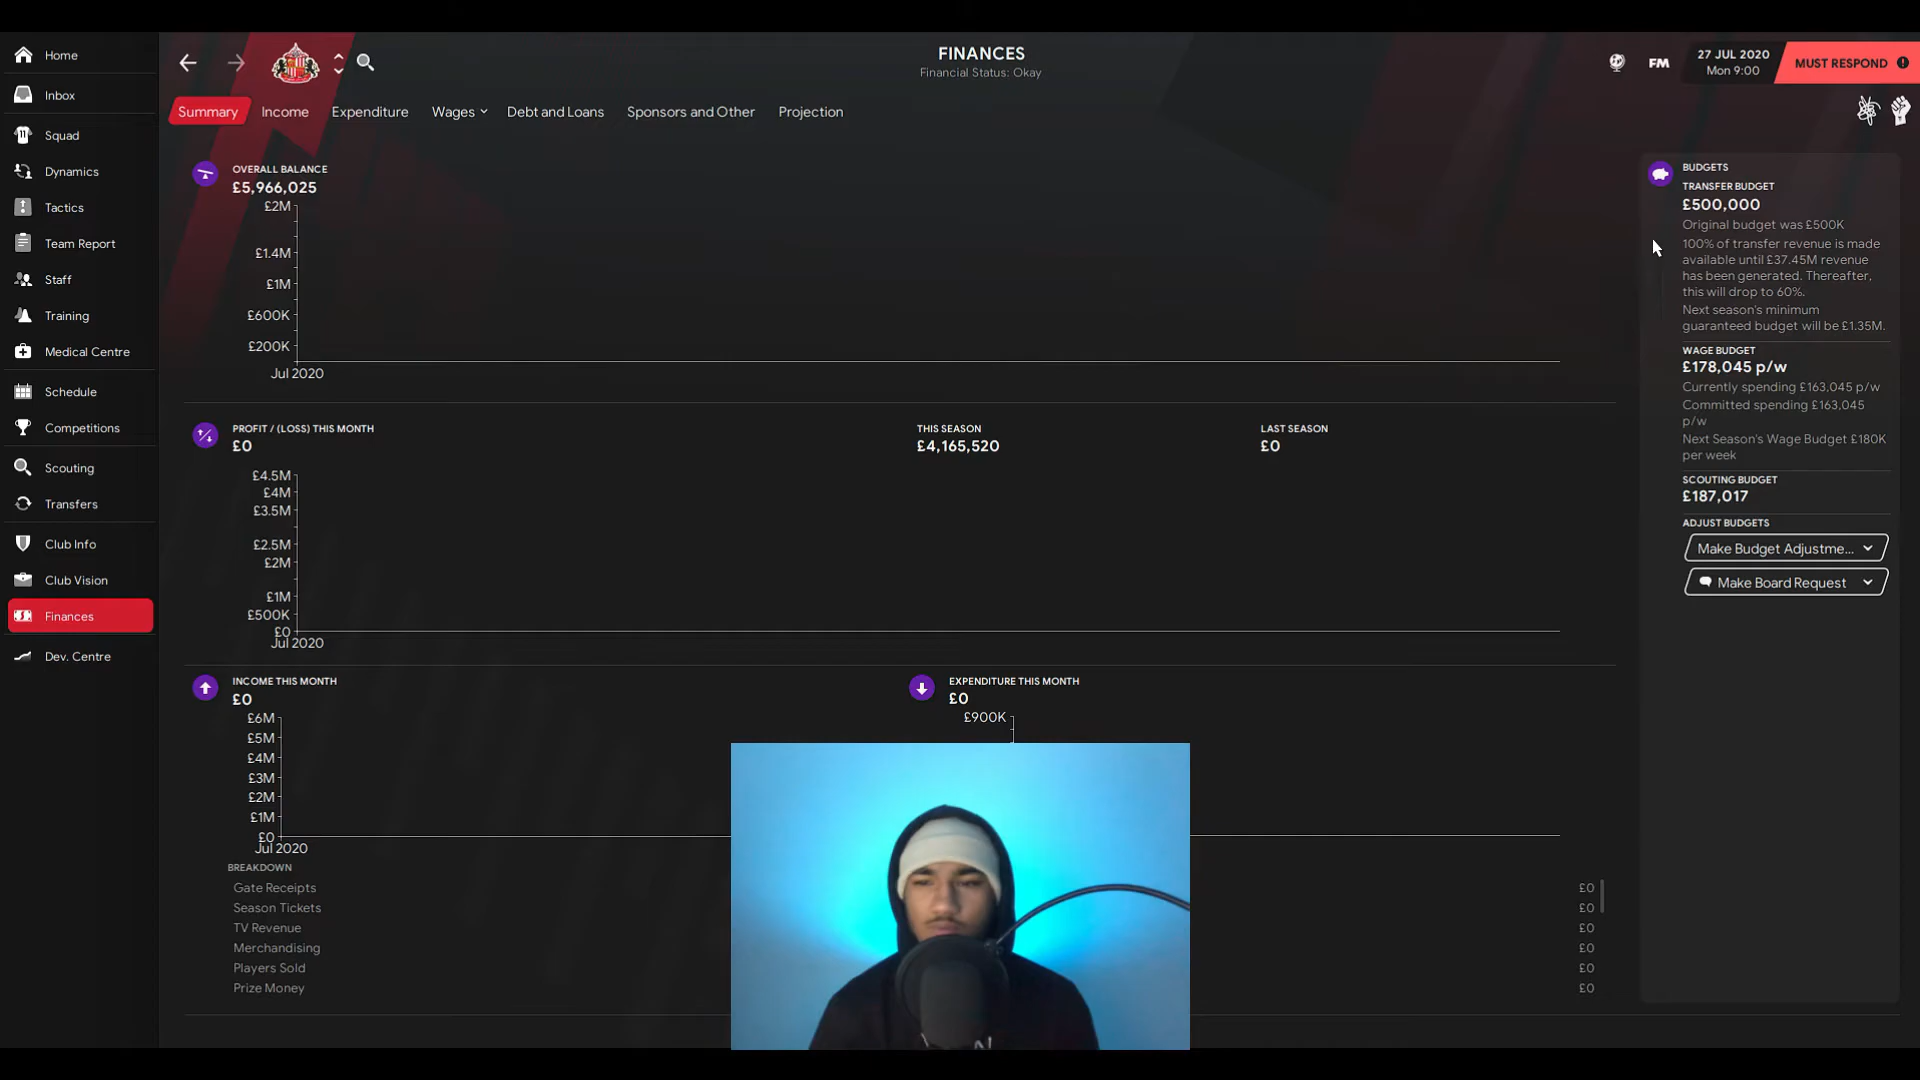 Home
Inbox
Squad
Dynamics
Tactics
Team Report
Staff
Training
Medical Centre
Schedule
Competitions
Scouting
Transfers
Club Info
Club Vision
Finances
Dev. Centre
FINANCES
Financial Status: Okay
FM
27 JUL 2020
Mon 9:00
MUST RESPOND
Summary
Income
Expenditure
Wages
Debt and Loans
Sponsors and Other
Projection
OVERALL BALANCE
£5,966,025
£2M
£1.4M
£1M
£600K
£200K
Jul 2020
PROFIT / (LOSS) THIS MONTH
£0
THIS SEASON
£4,165,520
LAST SEASON
£0
£4.5M
£4M
£3.5M
£2.5M
£2M
£1M
£500K
£0
Jul 2020
INCOME THIS MONTH
£0
£6M
£5M
£4M
£3M
£2M
£1M
£0
Jul 2020
EXPENDITURE THIS MONTH
£0
£900K
BREAKDOWN
Gate Receipts
Season Tickets
TV Revenue
Merchandising
Players Sold
Prize Money
£0
£0
£0
£0
£0
£0
BUDGETS
TRANSFER BUDGET
£500,000
Original budget was £500K
100% of transfer revenue is made
available until £37.45M revenue
has been generated. Thereafter,
this will drop to 60%.
Next season's minimum
guaranteed budget will be £1.35M.
WAGE BUDGET
£178,045 p/w
Currently spending £163,045 p/w
Committed spending £163,045
p/w
Next Season's Wage Budget £180K
per week
SCOUTING BUDGET
£187,017
ADJUST BUDGETS
Make Budget Adjustme...
Make Board Request